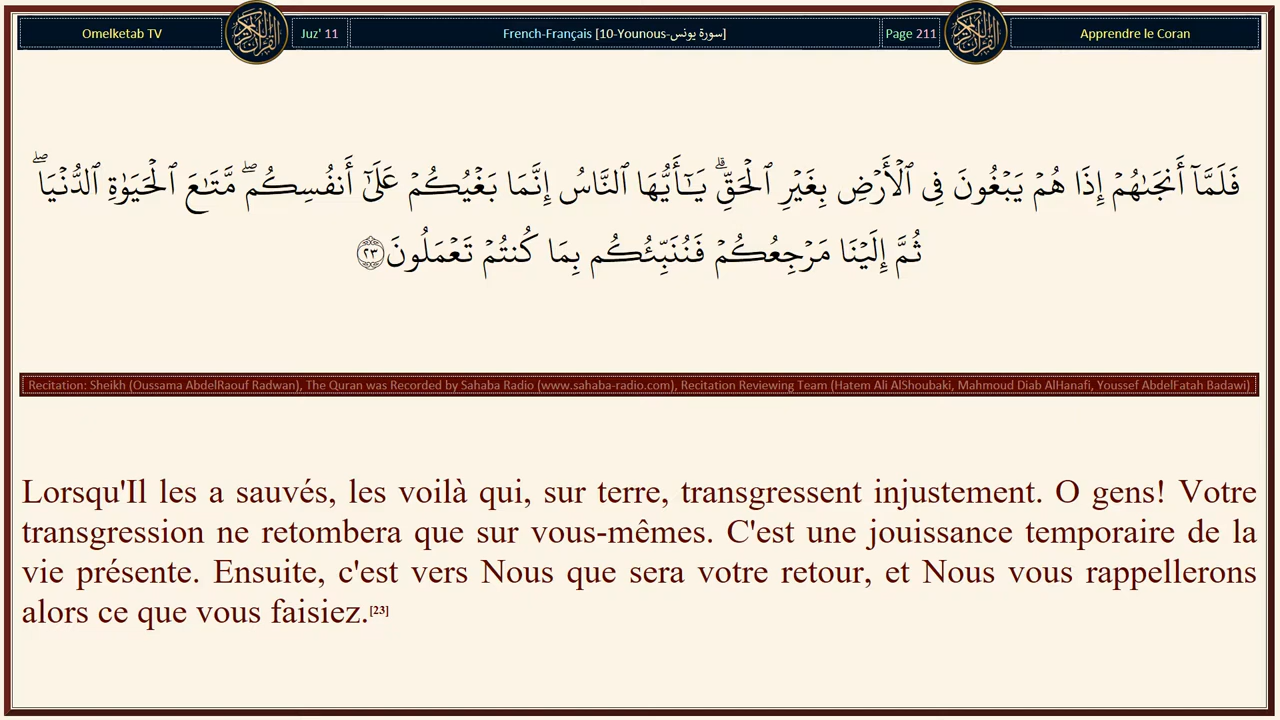 Omelketab TV
Juz' 11
French-Français [10-Younous-سورة يونس]
Page 211
Apprendre le Coran
فَلَمَّآ أَنجَىٰهُمْ إِذَا هُمْ يَبْغُونَ فِى ٱلْأَرْضِ بِغَيْرِ ٱلْحَقِّ ۗ يَـٰٓأَيُّهَا ٱلنَّاسُ إِنَّمَا بَغْيُكُمْ عَلَىٰٓ أَنفُسِكُم ۖ مَّتَـٰعَ ٱلْحَيَوٰةِ ٱلدُّنْيَا ۖ
ثُمَّ إِلَيْنَا مَرْجِعُكُمْ فَنُنَبِّئُكُم بِمَا كُنتُمْ تَعْمَلُونَ ٢٣
Recitation: Sheikh (Oussama AbdelRaouf Radwan), The Quran was Recorded by Sahaba Radio (www.sahaba-radio.com), Recitation Reviewing Team (Hatem Ali AlShoubaki, Mahmoud Diab AlHanafi, Youssef AbdelFatah Badawi)
Lorsqu'Il les a sauvés, les voilà qui, sur terre, transgressent injustement. O gens! Votre
transgression ne retombera que sur vous-mêmes. C'est une jouissance temporaire de la
vie présente. Ensuite, c'est vers Nous que sera votre retour, et Nous vous rappellerons
alors ce que vous faisiez.[23]